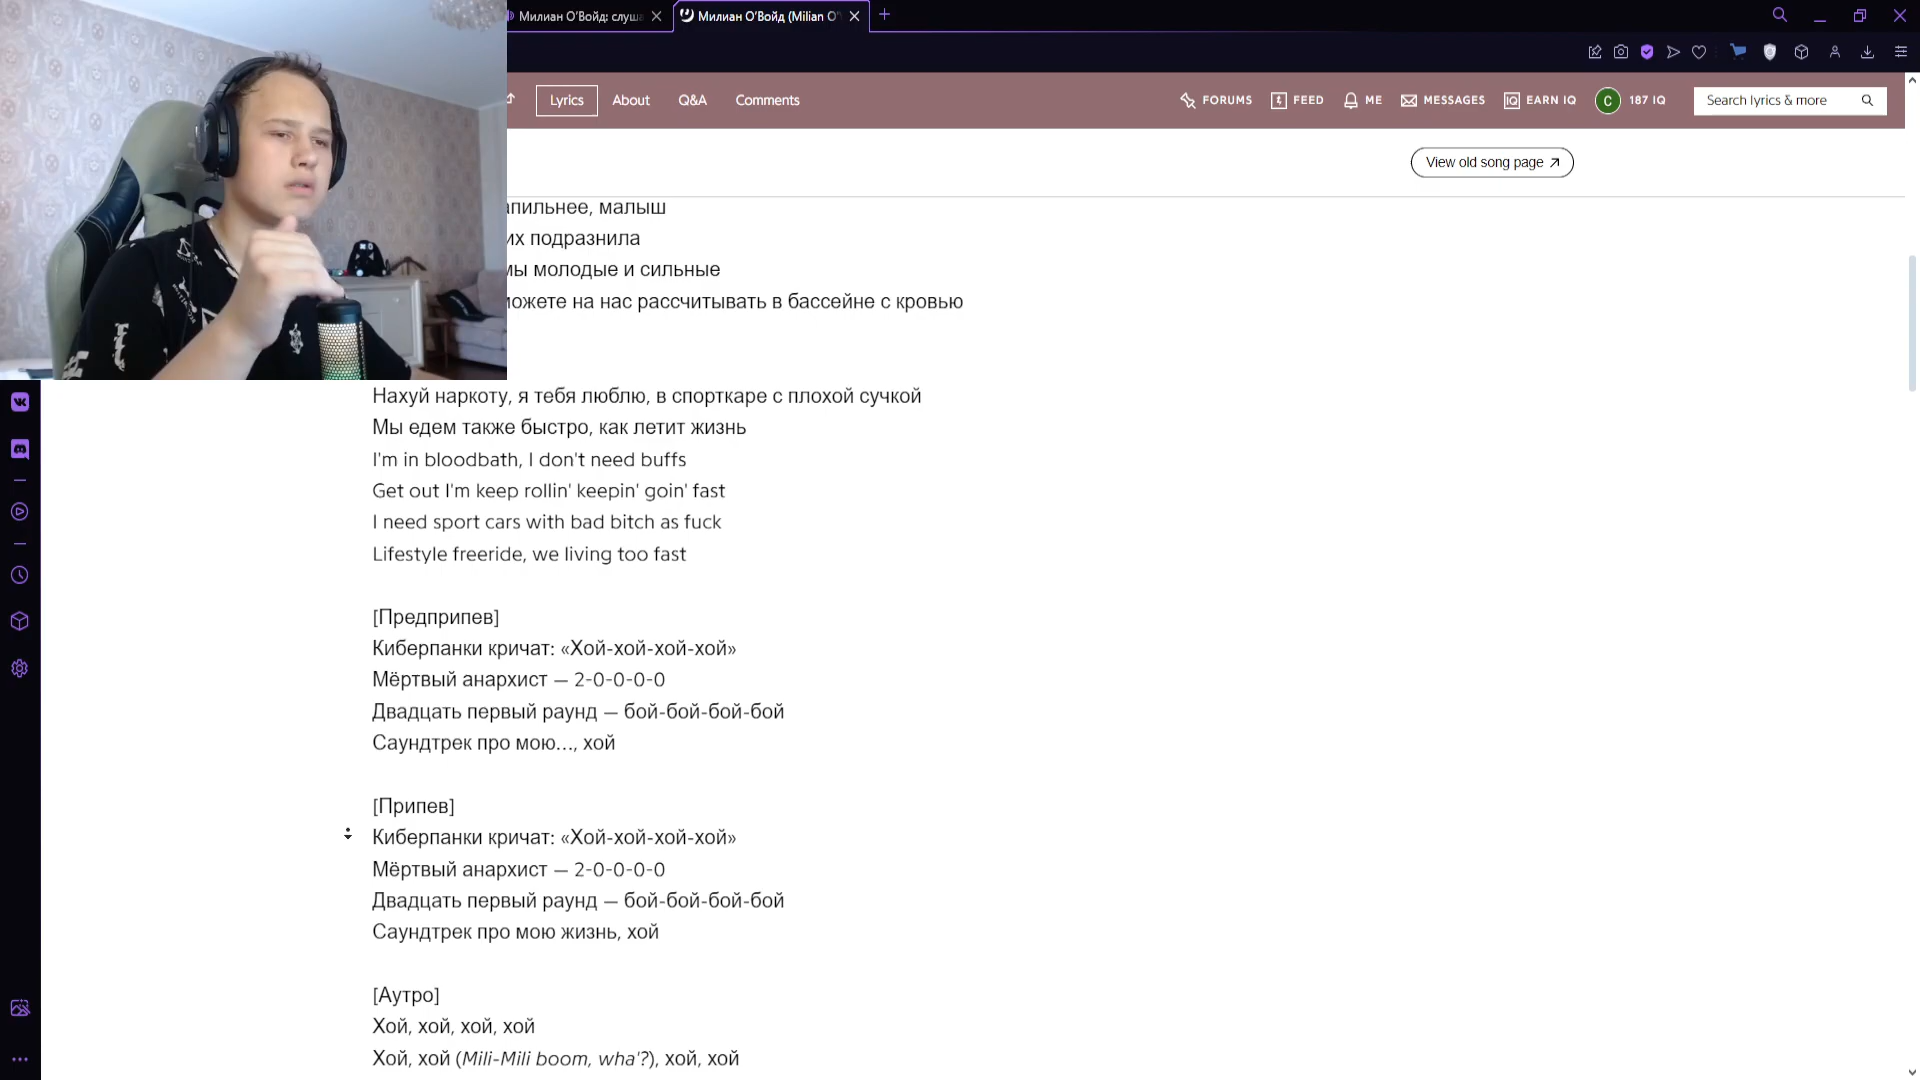 Милиан О'Войд: слуша
Милиан О'Войд (Milian O'
Lyrics
About
Q&A
Comments
FORUMS
FEED
ME
MESSAGES
EARN IQ
C
187 IQ
Search lyrics & more
View old song page
апильнее, малыш
их подразнила
мы молодые и сильные
можете на нас рассчитывать в бассейне с кровью
Нахуй наркоту, я тебя люблю, в спорткаре с плохой сучкой
Мы едем также быстро, как летит жизнь
I'm in bloodbath, I don't need buffs
Get out I'm keep rollin' keepin' goin' fast
I need sport cars with bad bitch as fuck
Lifestyle freeride, we living too fast
[Предприпев]
Киберпанки кричат: «Хой-хой-хой-хой»
Мёртвый анархист — 2-0-0-0-0
Двадцать первый раунд — бой-бой-бой-бой
Саундтрек про мою…, хой
[Припев]
Киберпанки кричат: «Хой-хой-хой-хой»
Мёртвый анархист — 2-0-0-0-0
Двадцать первый раунд — бой-бой-бой-бой
Саундтрек про мою жизнь, хой
[Аутро]
Хой, хой, хой, хой
Хой, хой (Mili-Mili boom, wha'?), хой, хой